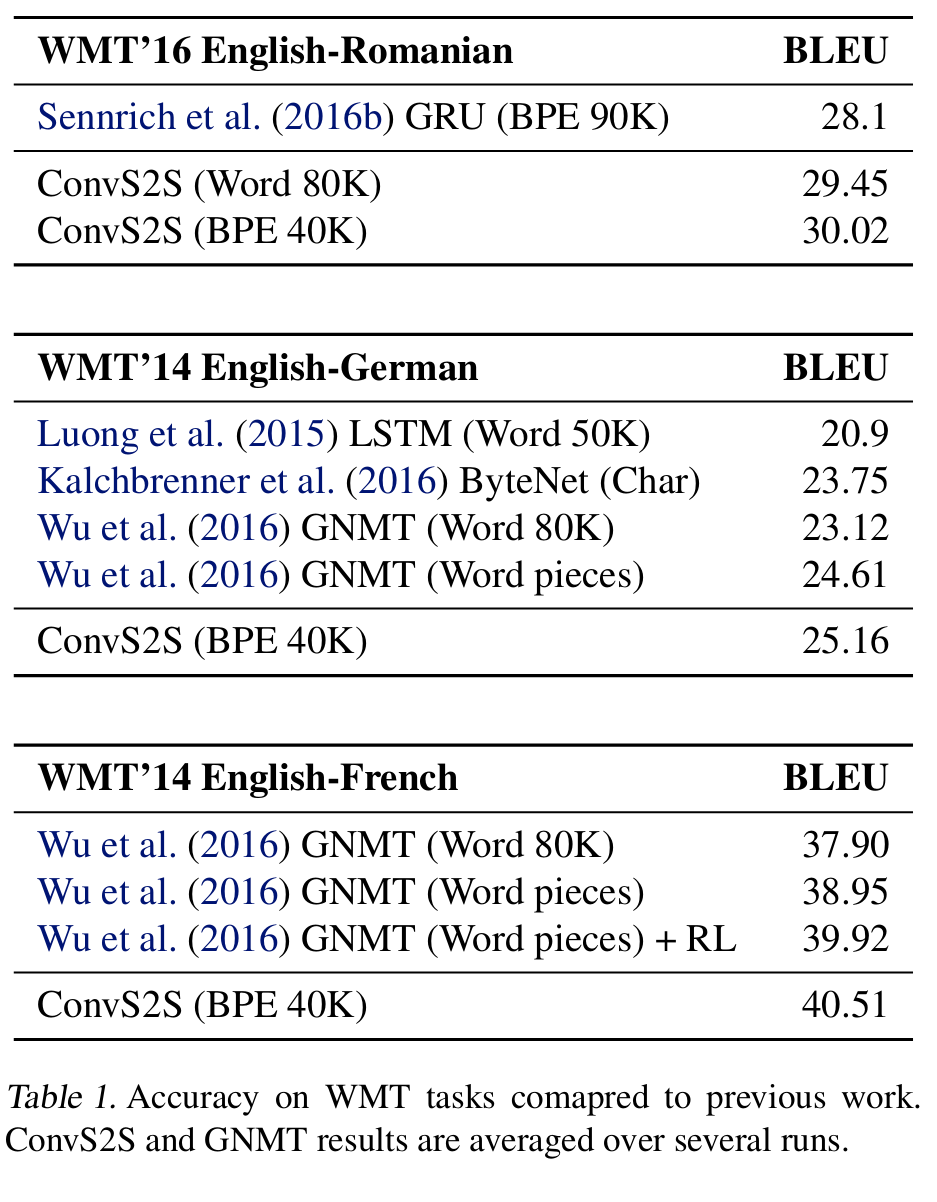 WMT’16 English-Romanian BLEU
Sennrich et al. (2016b) GRU (BPE 90K) 28.1
ConvS2S (Word 80K) 29.45
ConvS2S (BPE 40K) 30.02
WMT’14 English-German BLEU
Luong et al. (2015) LSTM (Word 50K) 20.9
Kalchbrenner et al. (2016) ByteNet (Char) 23.75
Wu et al. (2016) GNMT (Word 80K) 23.12
Wu et al. (2016) GNMT (Word pieces) 24.61
ConvS2S (BPE 40K) 25.16
WMT’14 English-French BLEU
Wu et al. (2016) GNMT (Word 80K) 37.90
Wu et al. (2016) GNMT (Word pieces) 38.95
Wu et al. (2016) GNMT (Word pieces) + RL 39.92
ConvS2S (BPE 40K) 40.51
Table 1. Accuracy on WMT tasks comapred to previous work.
ConvS2S and GNMT results are averaged over several runs.